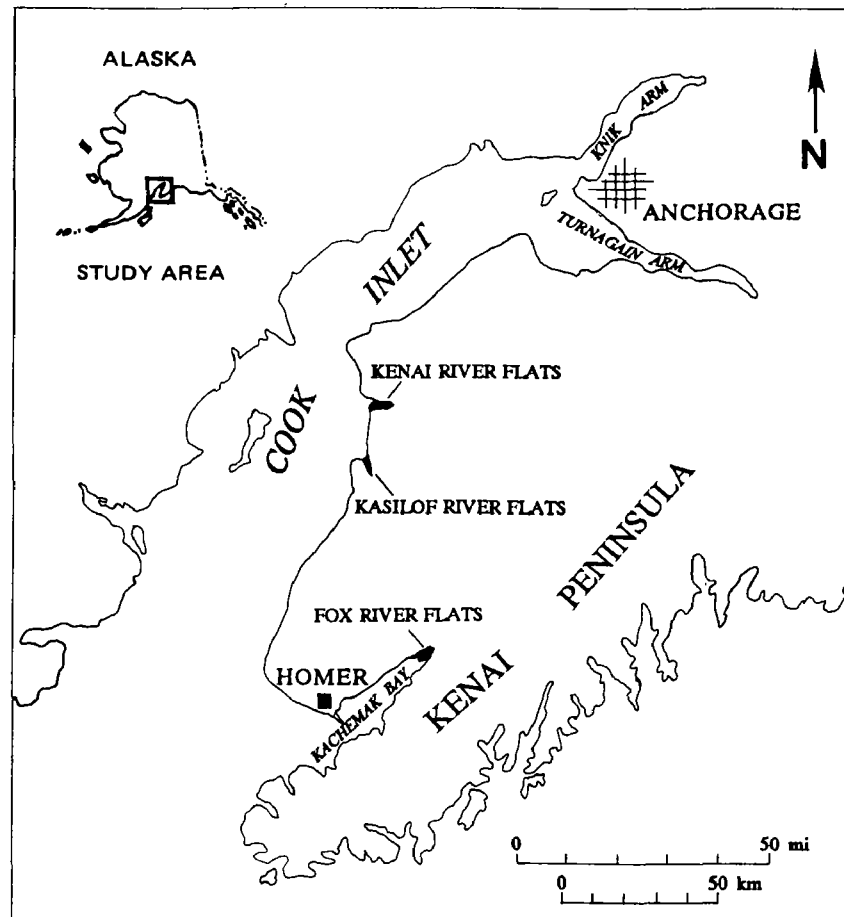 ALASKA
STUDY AREA
N
KNIK ARM
ANCHORAGE
TURNAGAIN ARM
COOK INLET
KENAI RIVER FLATS
KASILOF RIVER FLATS
FOX RIVER FLATS
HOMER
KACHEMAK BAY
KENAI PENINSULA
0 50 mi
0 50 km